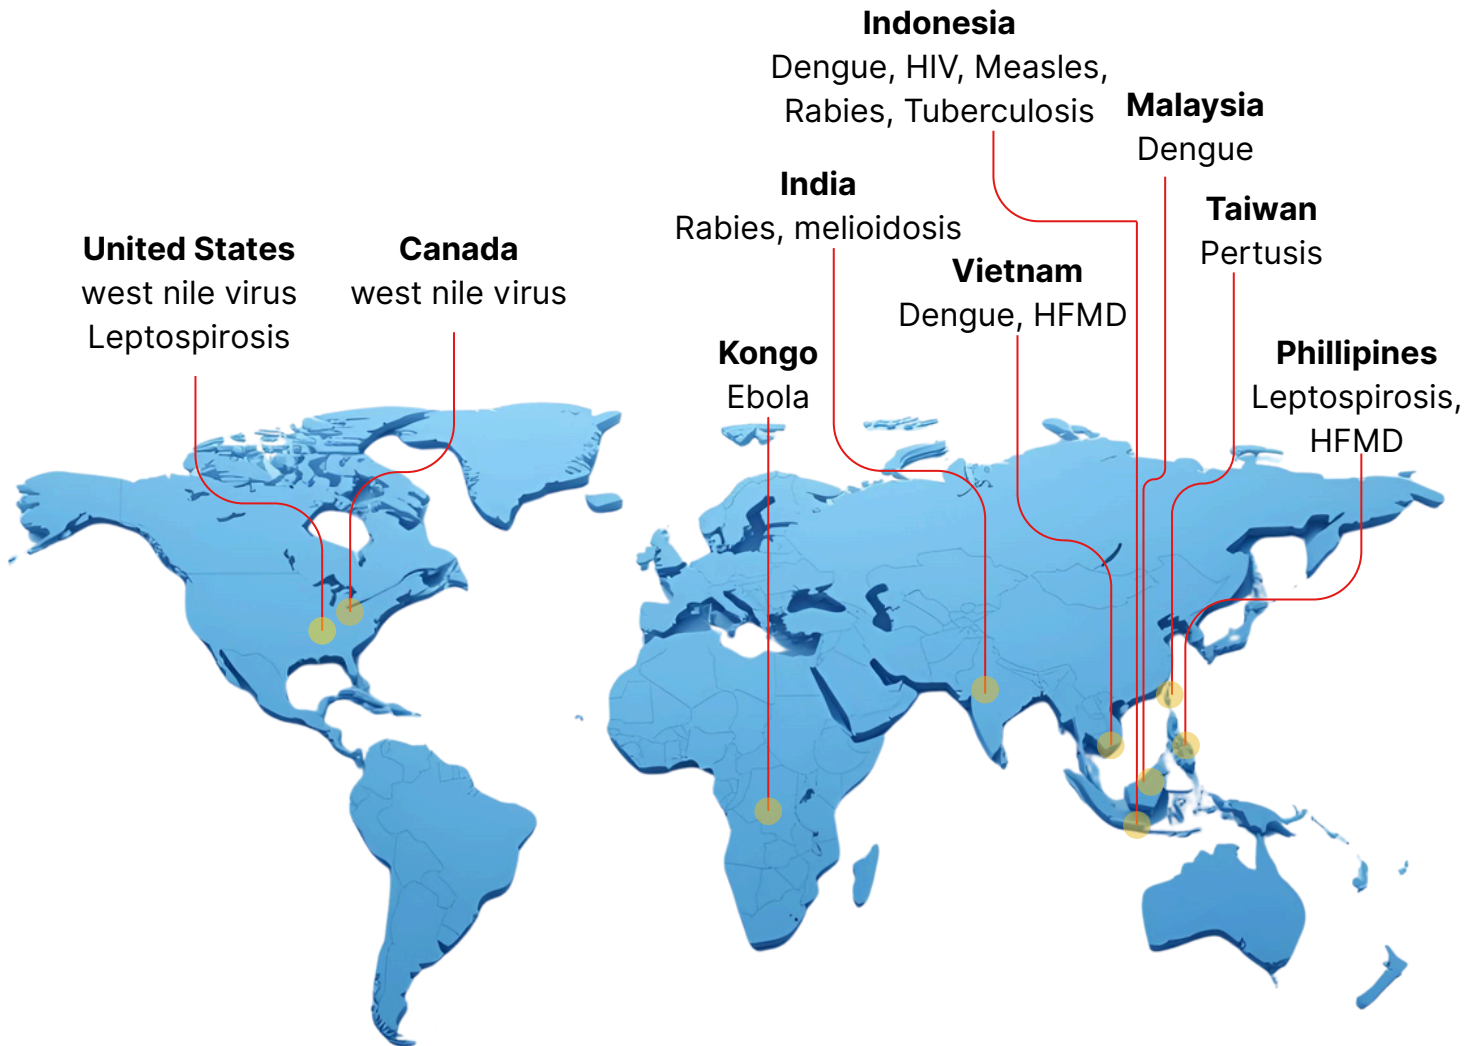 Indonesia
Dengue, HIV, Measles,
Rabies, Tuberculosis
Malaysia
Dengue
India
Rabies, melioidosis
Taiwan
Pertusis
United States
west nile virus
Leptospirosis
Canada
west nile virus
Vietnam
Dengue, HFMD
Kongo
Ebola
Phillipines
Leptospirosis,
HFMD